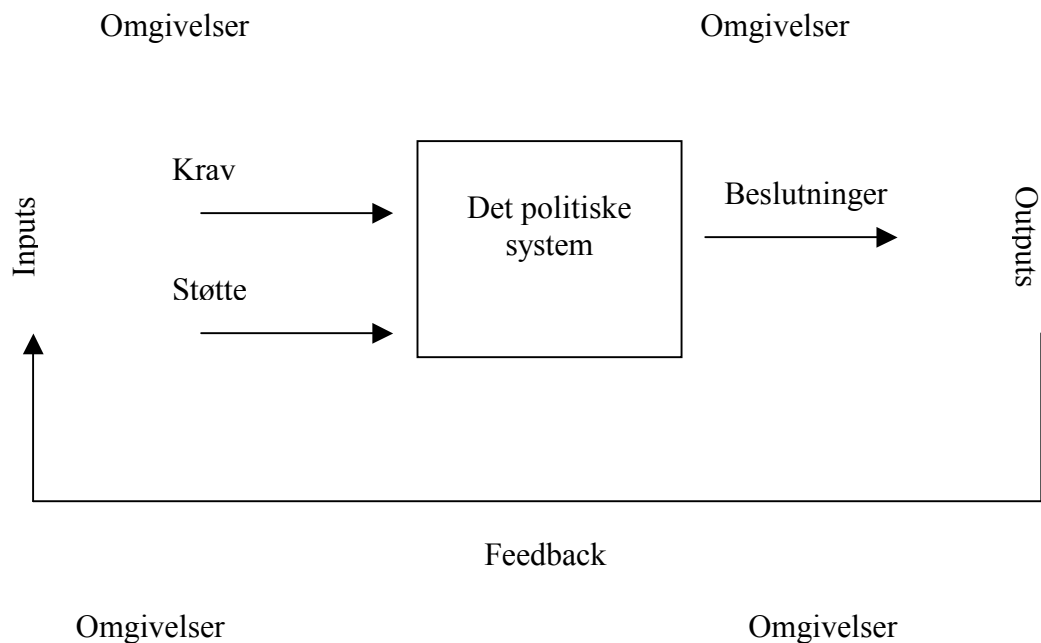 Omgivelser
Omgivelser
Inputs
Krav
Støtte
Det politiske
system
Beslutninger
Outputs
Feedback
Omgivelser
Omgivelser